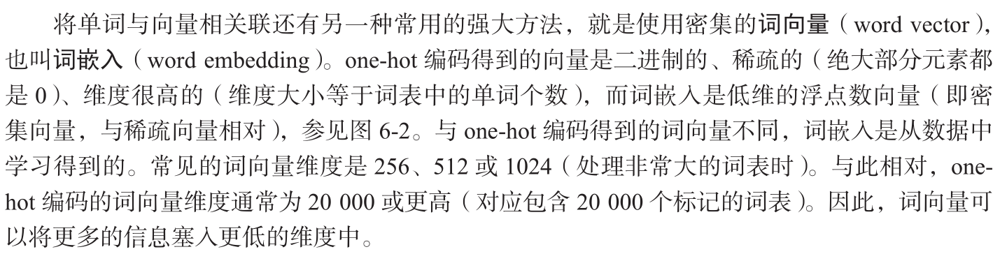 将单词与向量相关联还有另一种常用的强大方法，就是使用密集的词向量（word vector），
也叫词嵌入（word embedding）。one-hot 编码得到的向量是二进制的、稀疏的（绝大部分元素都
是 0）、维度很高的（维度大小等于词表中的单词个数），而词嵌入是低维的浮点数向量（即密
集向量，与稀疏向量相对），参见图 6-2。与 one-hot 编码得到的词向量不同，词嵌入是从数据中
学习得到的。常见的词向量维度是 256、512 或 1024（处理非常大的词表时）。与此相对，one-
hot 编码的词向量维度通常为 20 000 或更高（对应包含 20 000 个标记的词表）。因此，词向量可
以将更多的信息塞入更低的维度中。